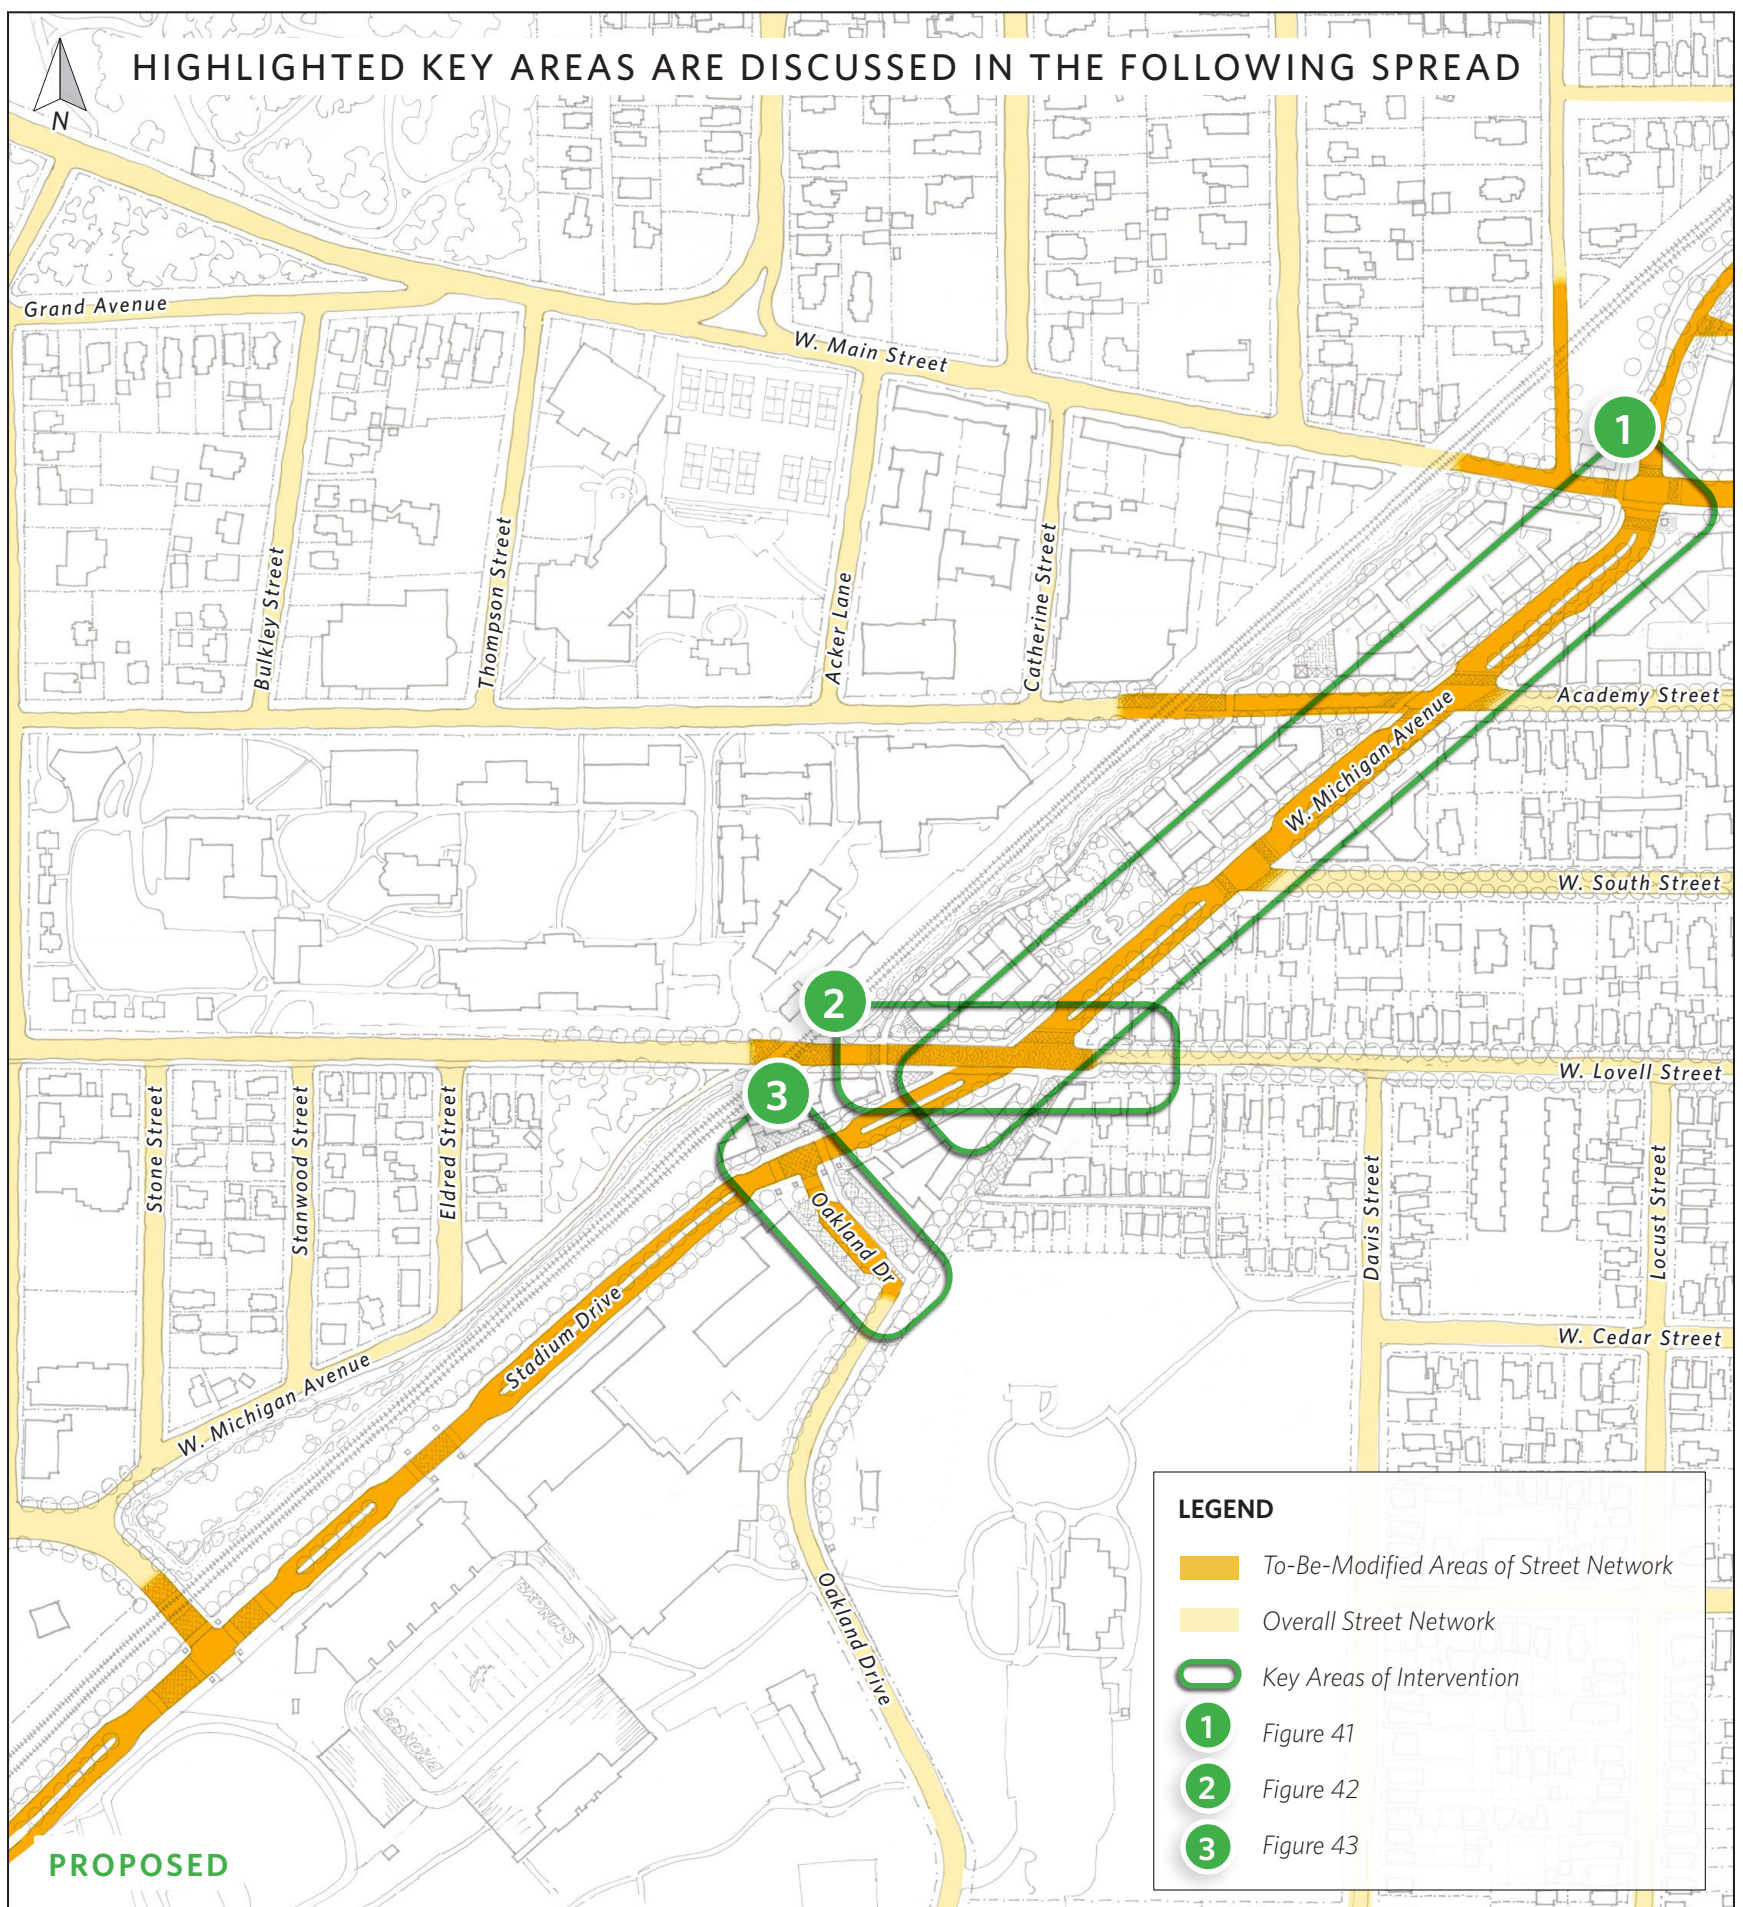 HIGHLIGHTED KEY AREAS ARE DISCUSSED IN THE FOLLOWING SPREAD
N
Grand Avenue
W. Main Street
1
Bulkley Street
Thompson Street
Acker Lane
Catherine Street
Academy Street
W. Michigan Avenue
W. South Street
2
W. Lovell Street
3
Stone Street
Stanwood Street
Eldred Street
Davis Street
Locust Street
Oakland Dr
Stadium Drive
W. Cedar Street
W. Michigan Avenue
Oakland Drive
BRONCOS
BRONCOS
LEGEND
To-Be-Modified Areas of Street Network
Overall Street Network
Key Areas of Intervention
1 Figure 41
2 Figure 42
3 Figure 43
PROPOSED